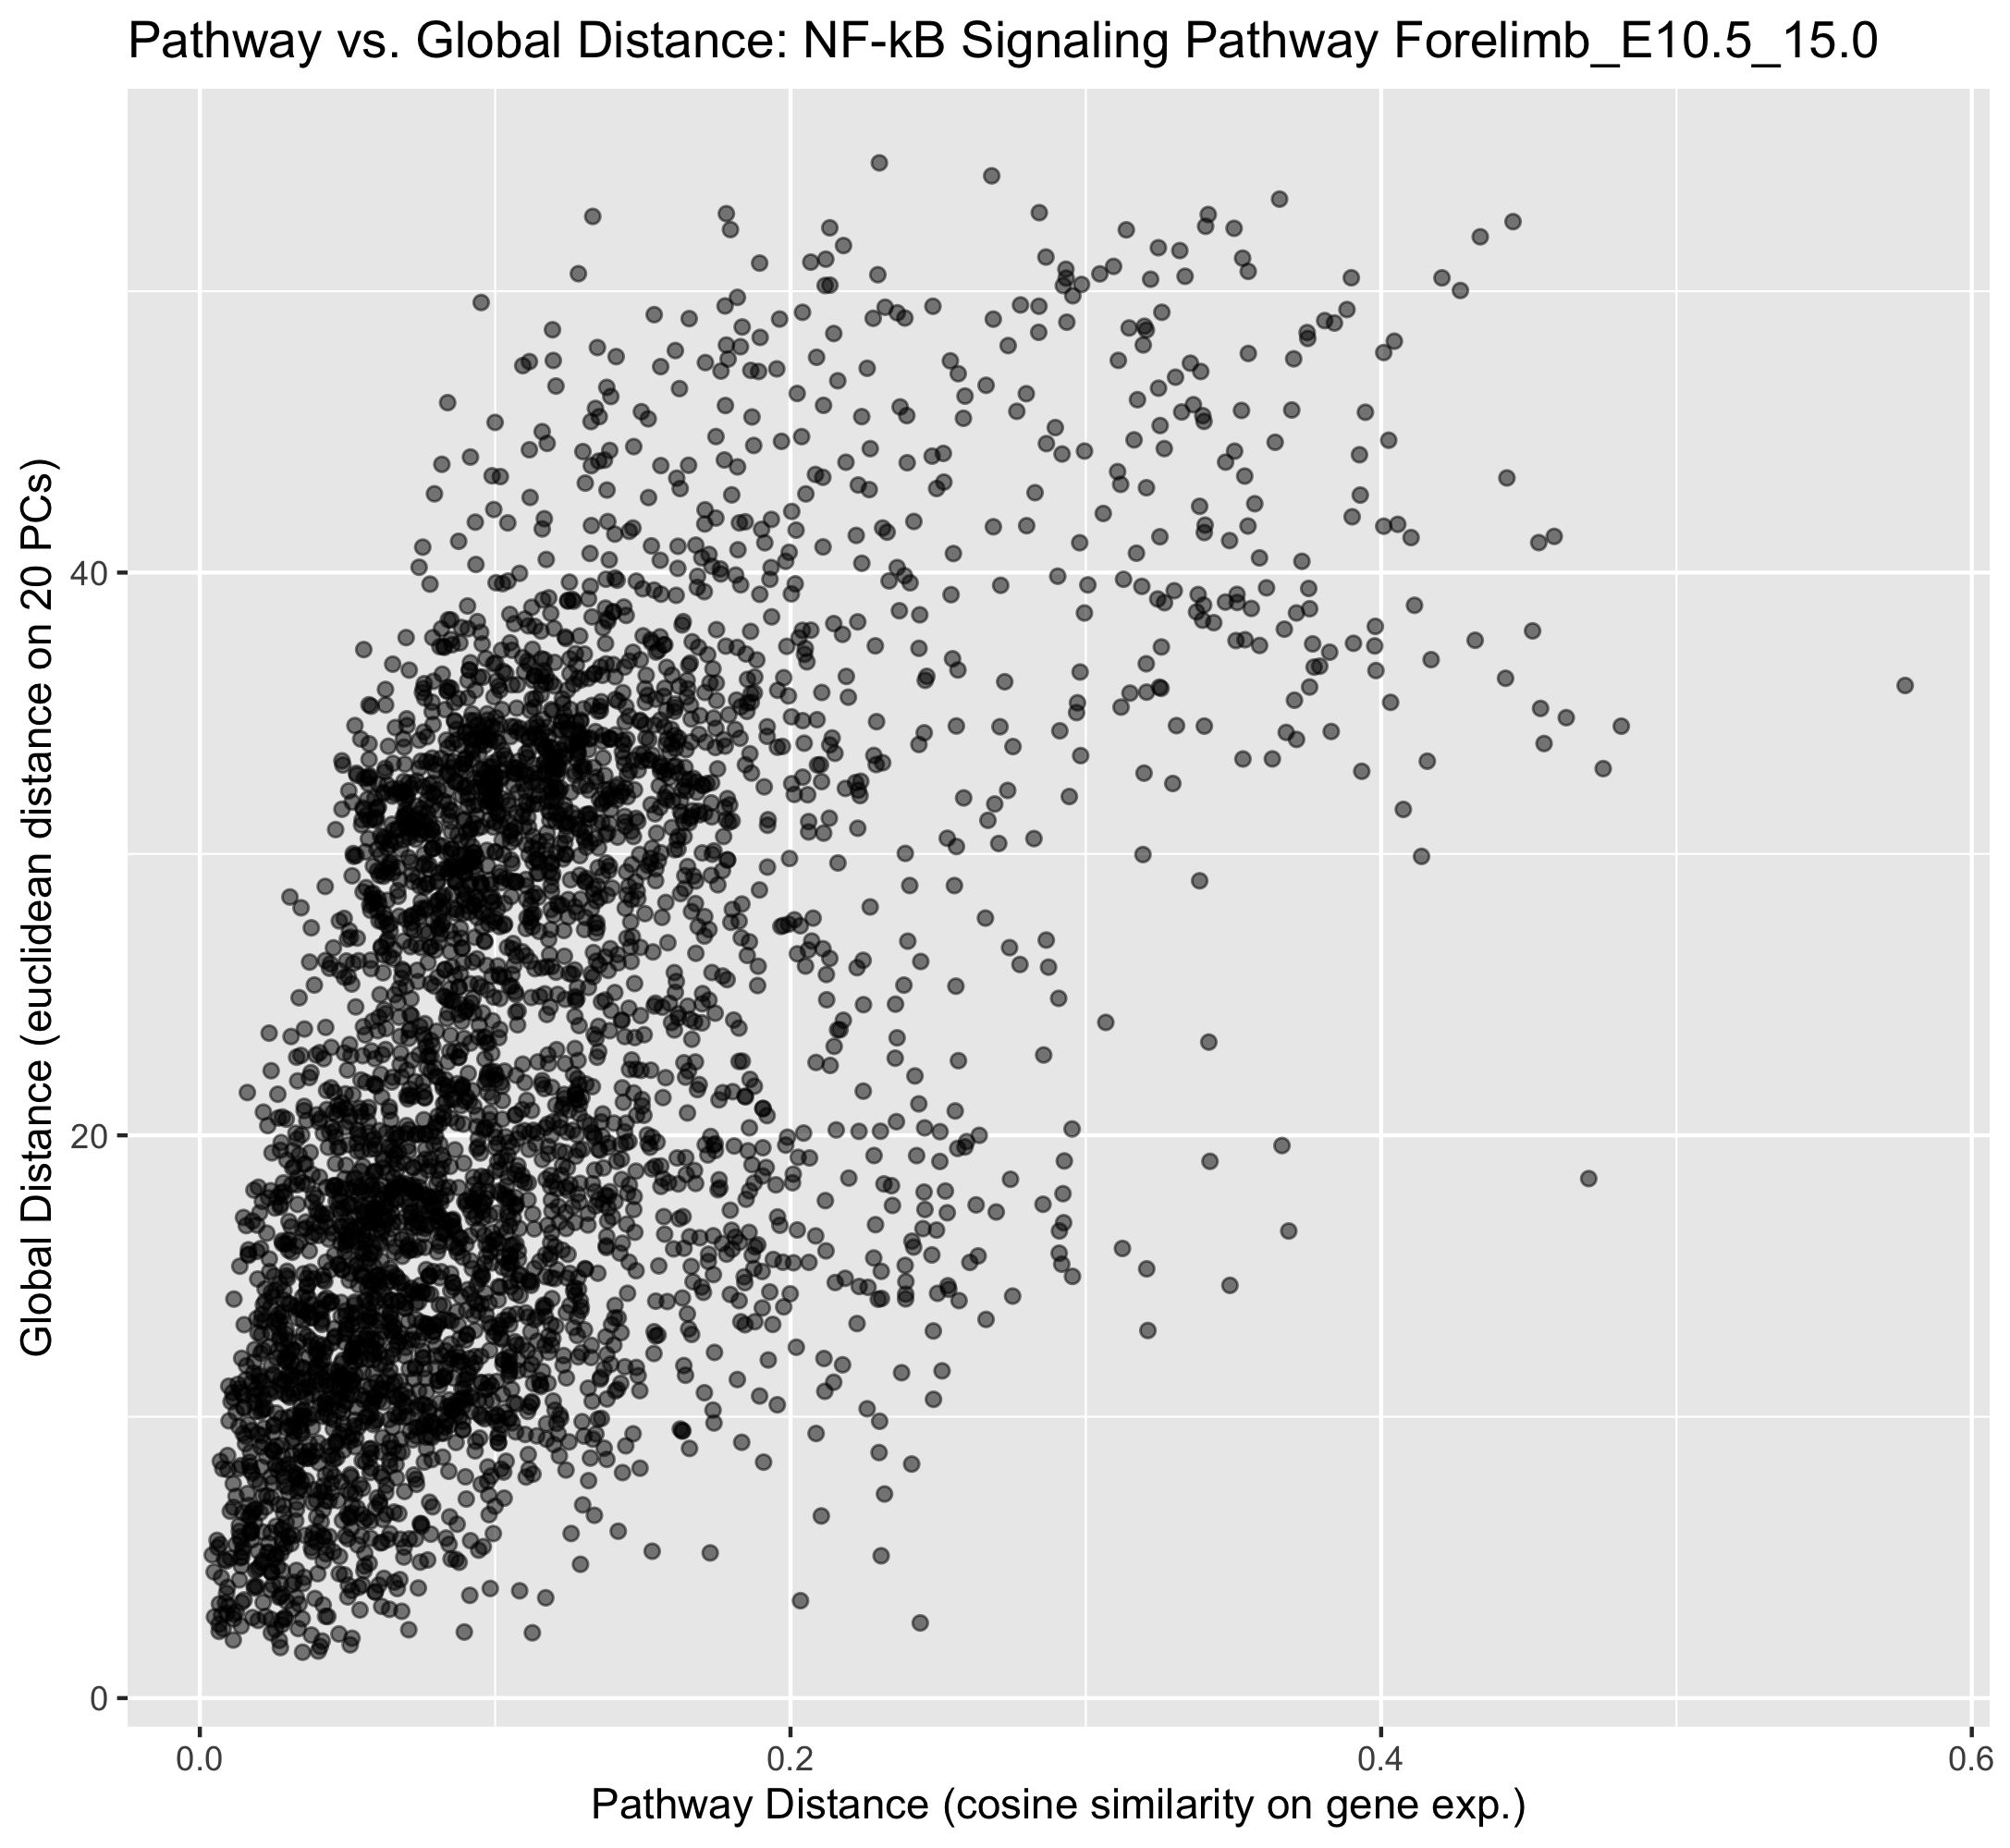 Pathway vs. Global Distance: NF-kB Signaling Pathway Forelimb_E10.5_15.0
Global Distance (euclidean distance on 20 PCs)
40
20
0
0.0
0.2
0.4
0.6
Pathway Distance (cosine similarity on gene exp.)